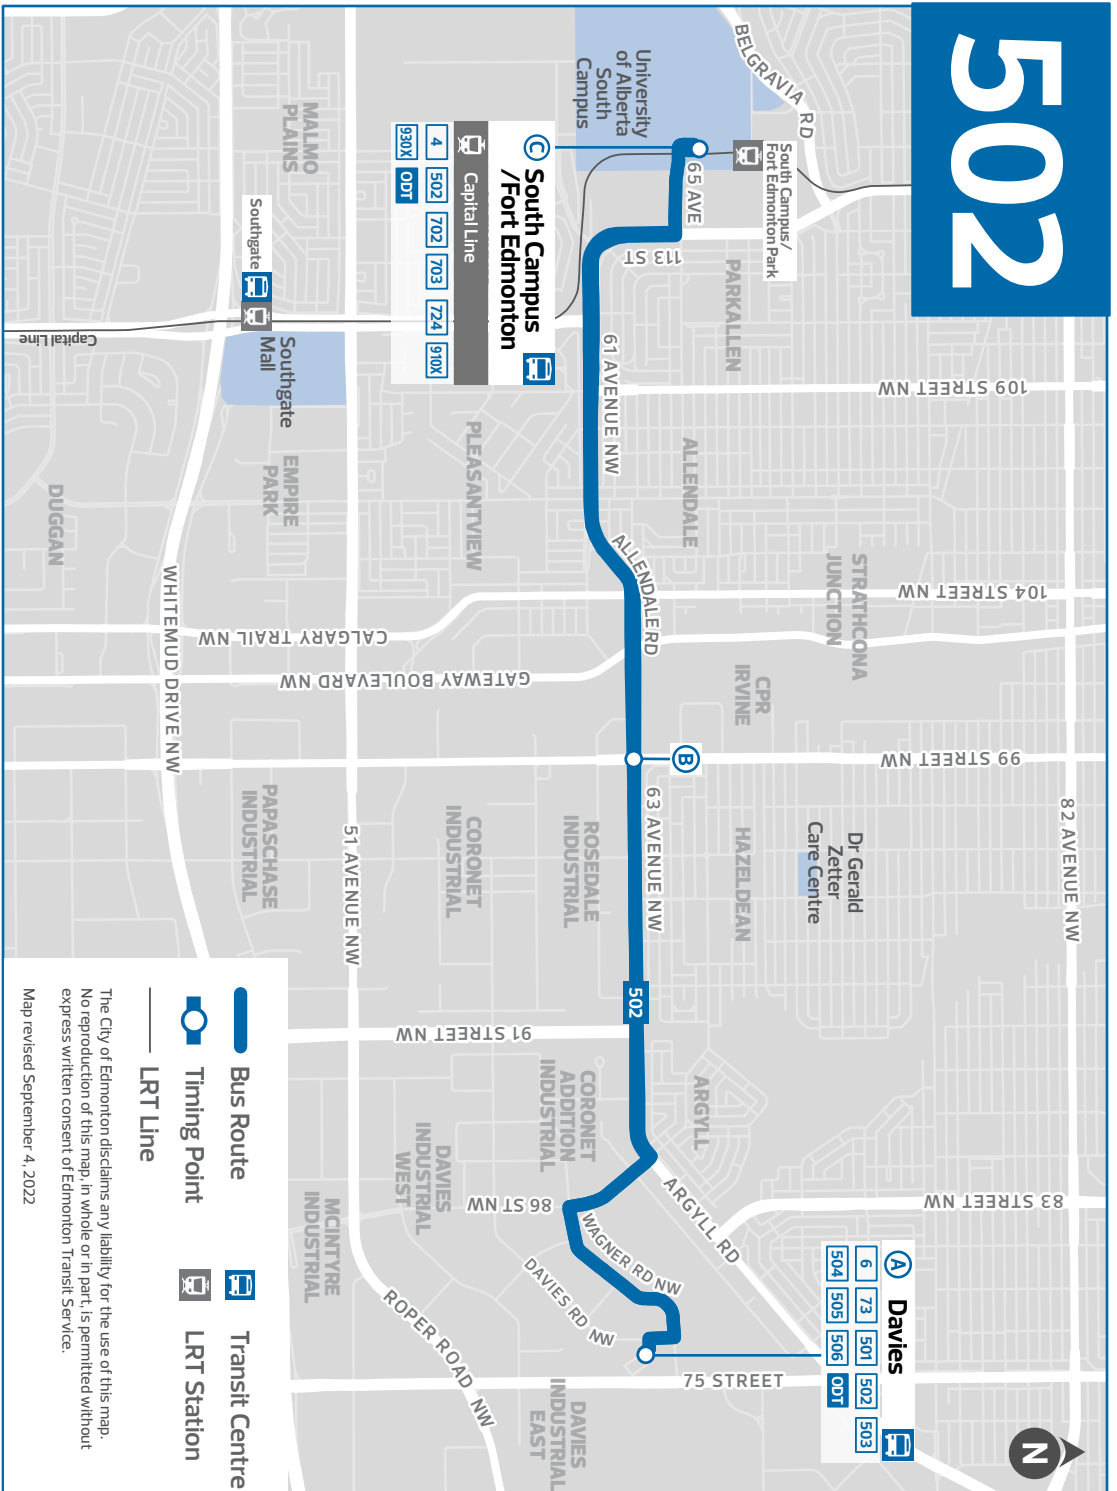 502
BELGRAVIA RD
University
of Alberta
South
Campus
South Campus/
Fort Edmonton Park
65 AVE
113 ST
MALMO
PLAINS
C South Campus
/Fort Edmonton
Capital Line
4 502 702 703 724 910X
930X ODT
PARKALLEN
Southgate
Southgate
Mall
Capital Line
61 AVENUE NW
109 STREET NW
ALLENDALE
PLEASANTVIEW
EMPIRE
PARK
DUGGAN
ALLENDALE RD
STRATHCONA
JUNCTION
104 STREET NW
CALGARY TRAIL NW
GATEWAY BOULEVARD NW
WHITEMUD DRIVE NW
CPR
IRVINE
B
99 STREET NW
63 AVENUE NW
82 AVENUE NW
Dr Gerald
Zetter
Care Centre
HAZELDEAN
ROSEDALE
INDUSTRIAL
CORONET
INDUSTRIAL
51 AVENUE NW
PAPASCHASE
INDUSTRIAL
502
91 STREET NW
ARGYLL
CORONET
ADDITION
INDUSTRIAL
DAVIES
INDUSTRIAL
WEST
86 ST NW
MCINTYRE
INDUSTRIAL
ARGYLL RD
83 STREET NW
WAGNER RD NW
DAVIES RD NW
ROPER ROAD NW
75 STREET
DAVIES
INDUSTRIAL
EAST
A Davies
6 73 501 502 503
504 505 506 ODT
N
Bus Route
Timing Point
LRT Line
Transit Centre
LRT Station
The City of Edmonton disclaims any liability for the use of this map.
No reproduction of this map, in whole or in part, is permitted without
express written consent of Edmonton Transit Service.
Map revised September 4, 2022